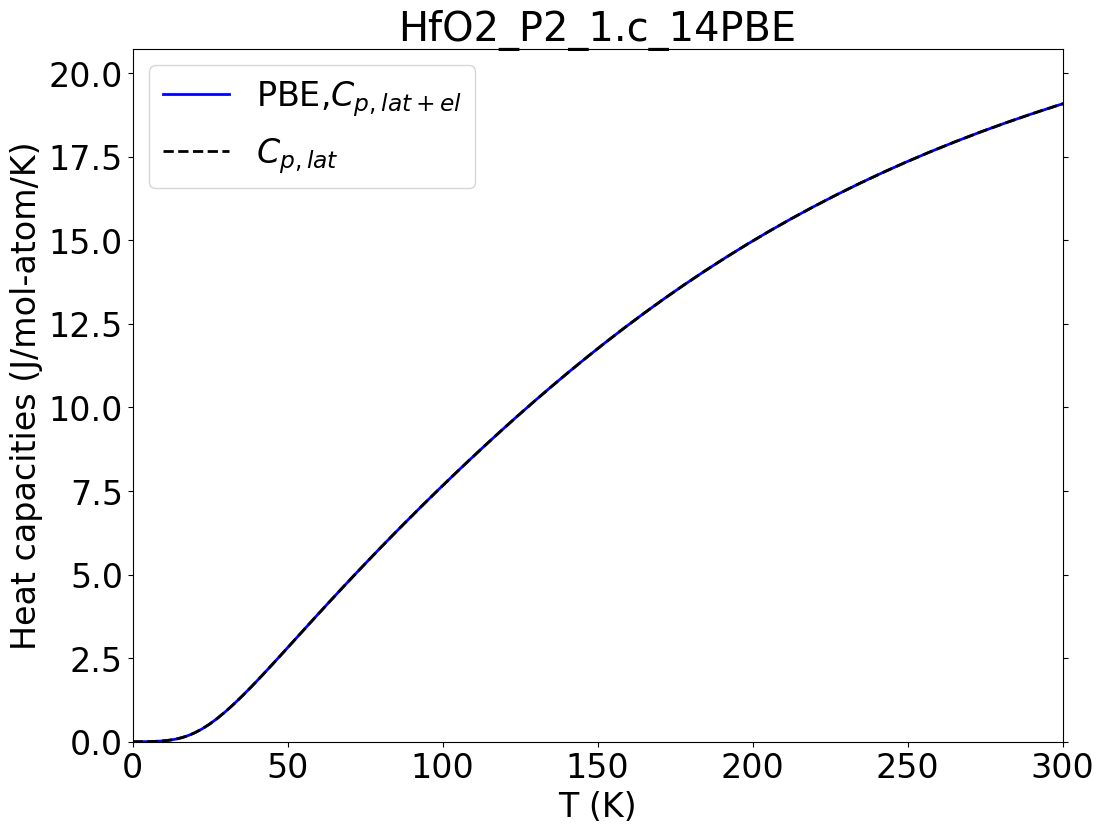 HfO2_P2_1.c_14PBE
PBE,C_{p, lat+el}
C_{p, lat}
Heat capacities (J/mol-atom/K)
20.0
17.5
15.0
12.5
10.0
7.5
5.0
2.5
0.0
0 50 100 150 200 250 300
T (K)